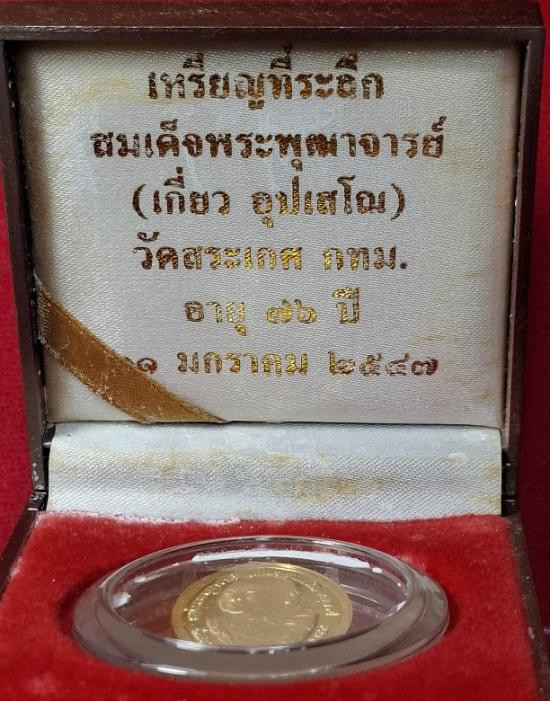 เหรียญที่ระลึก
สมเด็จพระพุฒาจารย์
(เกี่ยว อุปเสโณ)
วัดสระเกศ กทม.
อายุ ๗๖ ปี
๑ มกราคม ๒๕๔๗